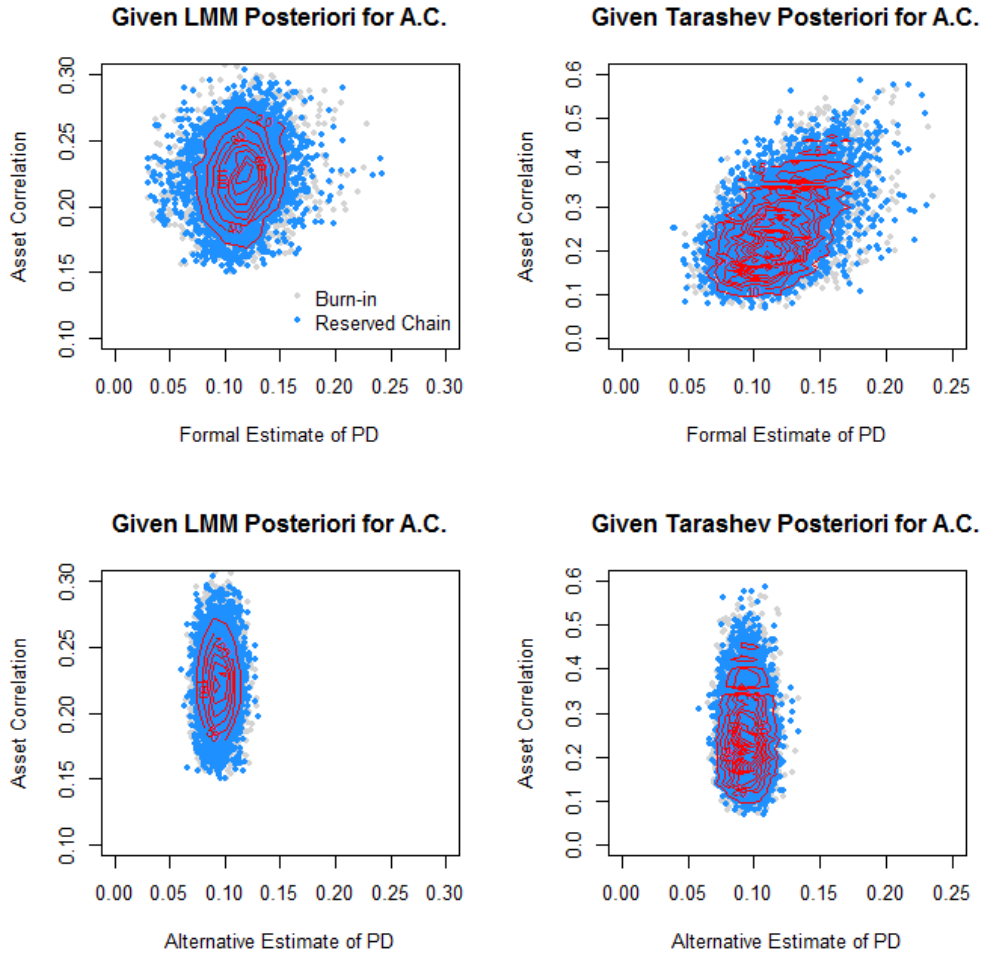 Given LMM Posteriori for A.C.
Asset Correlation
0.30
0.25
0.20
0.15
0.10
Burn-in
Reserved Chain
0.00 0.05 0.10 0.15 0.20 0.25 0.30
Formal Estimate of PD
Given Tarashev Posteriori for A.C.
Asset Correlation
0.6
0.5
0.4
0.3
0.2
0.1
0.0
0.00 0.05 0.10 0.15 0.20 0.25
Formal Estimate of PD
Given LMM Posteriori for A.C.
Asset Correlation
0.30
0.25
0.20
0.15
0.10
0.00 0.05 0.10 0.15 0.20 0.25 0.30
Alternative Estimate of PD
Given Tarashev Posteriori for A.C.
Asset Correlation
0.6
0.5
0.4
0.3
0.2
0.1
0.0
0.00 0.05 0.10 0.15 0.20 0.25
Alternative Estimate of PD